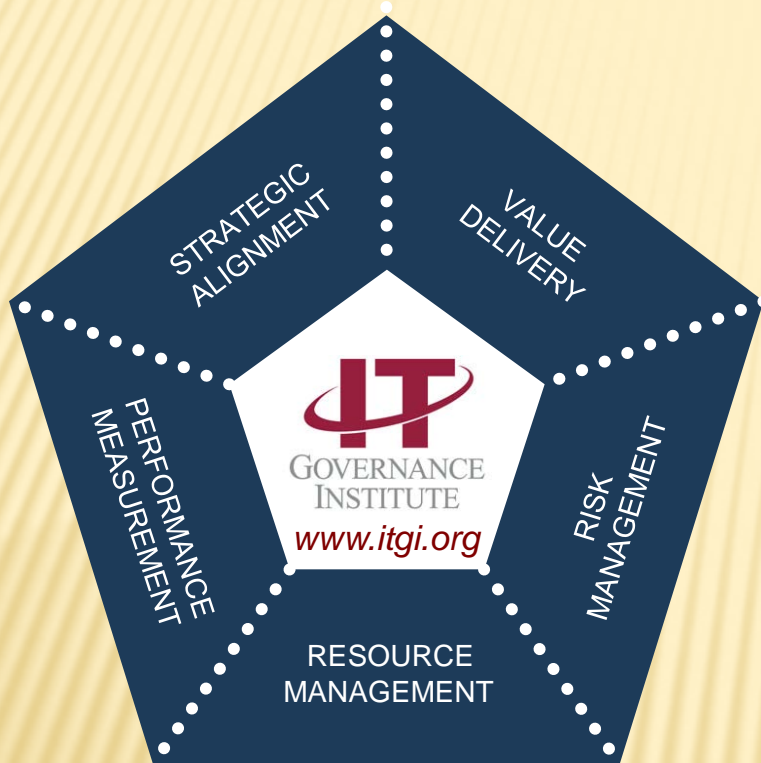 STRATEGIC
ALIGNMENT
VALUE
DELIVERY
PERFORMANCE
MEASUREMENT
IT
GOVERNANCE
INSTITUTE
www.itgi.org
RISK
MANAGEMENT
RESOURCE
MANAGEMENT